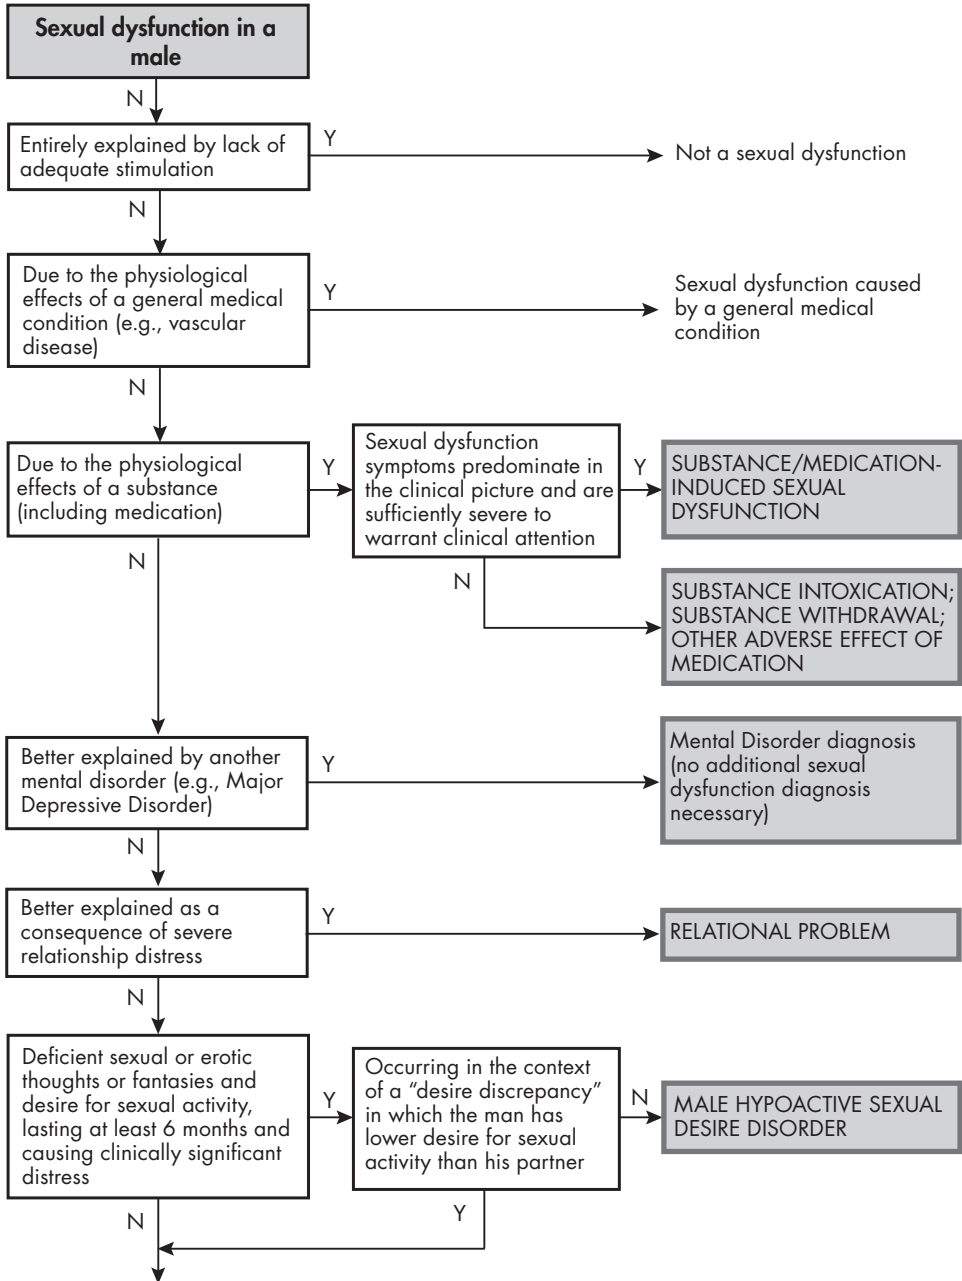 Sexual dysfunction in a
male
N
Entirely explained by lack of
adequate stimulation
Y
Not a sexual dysfunction
N
Due to the physiological
effects of a general medical
condition (e.g., vascular
disease)
Y
Sexual dysfunction caused
by a general medical
condition
N
Due to the physiological
effects of a substance
(including medication)
Y
Sexual dysfunction
symptoms predominate in
the clinical picture and are
sufficiently severe to
warrant clinical attention
Y
SUBSTANCE/MEDICATION-
INDUCED SEXUAL
DYSFUNCTION
N
SUBSTANCE INTOXICATION;
SUBSTANCE WITHDRAWAL;
OTHER ADVERSE EFFECT OF
MEDICATION
N
Better explained by another
mental disorder (e.g., Major
Depressive Disorder)
Y
Mental Disorder diagnosis
(no additional sexual
dysfunction diagnosis
necessary)
N
Better explained as a
consequence of severe
relationship distress
Y
RELATIONAL PROBLEM
N
Deficient sexual or erotic
thoughts or fantasies and
desire for sexual activity,
lasting at least 6 months and
causing clinically significant
distress
Y
Occurring in the context
of a “desire discrepancy”
in which the man has
lower desire for sexual
activity than his partner
N
MALE HYPOACTIVE SEXUAL
DESIRE DISORDER
Y
N